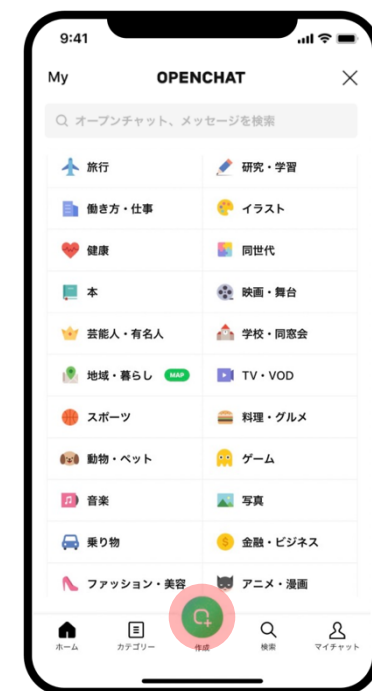 9:41
My OPENCHAT
オープンチャット、メッセージを検索
旅行 研究・学習
働き方・仕事 イラスト
健康 同世代
本 映画・舞台
芸能人・有名人 学校・同窓会
地域・暮らし MAP TV・VOD
スポーツ 料理・グルメ
動物・ペット ゲーム
音楽 写真
乗り物 金融・ビジネス
ファッション・美容 アニメ・漫画
ホーム カテゴリー 作成 検索 マイチャット